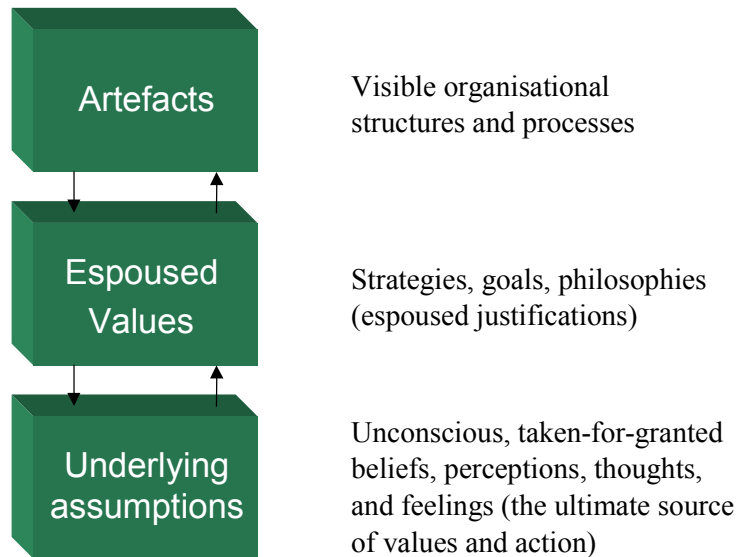 Artefacts
Visible organisational
structures and processes
Espoused
Values
Strategies, goals, philosophies
(espoused justifications)
Underlying
assumptions
Unconscious, taken-for-granted
beliefs, perceptions, thoughts,
and feelings (the ultimate source
of values and action)